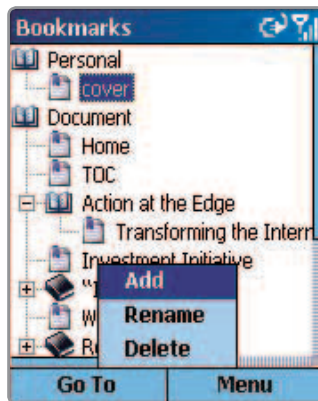 Bookmarks
Personal
cover
Document
Home
TOC
Action at the Edge
Transforming the Intern
Investment Initiative
Add
Rename
Delete
Go To Menu